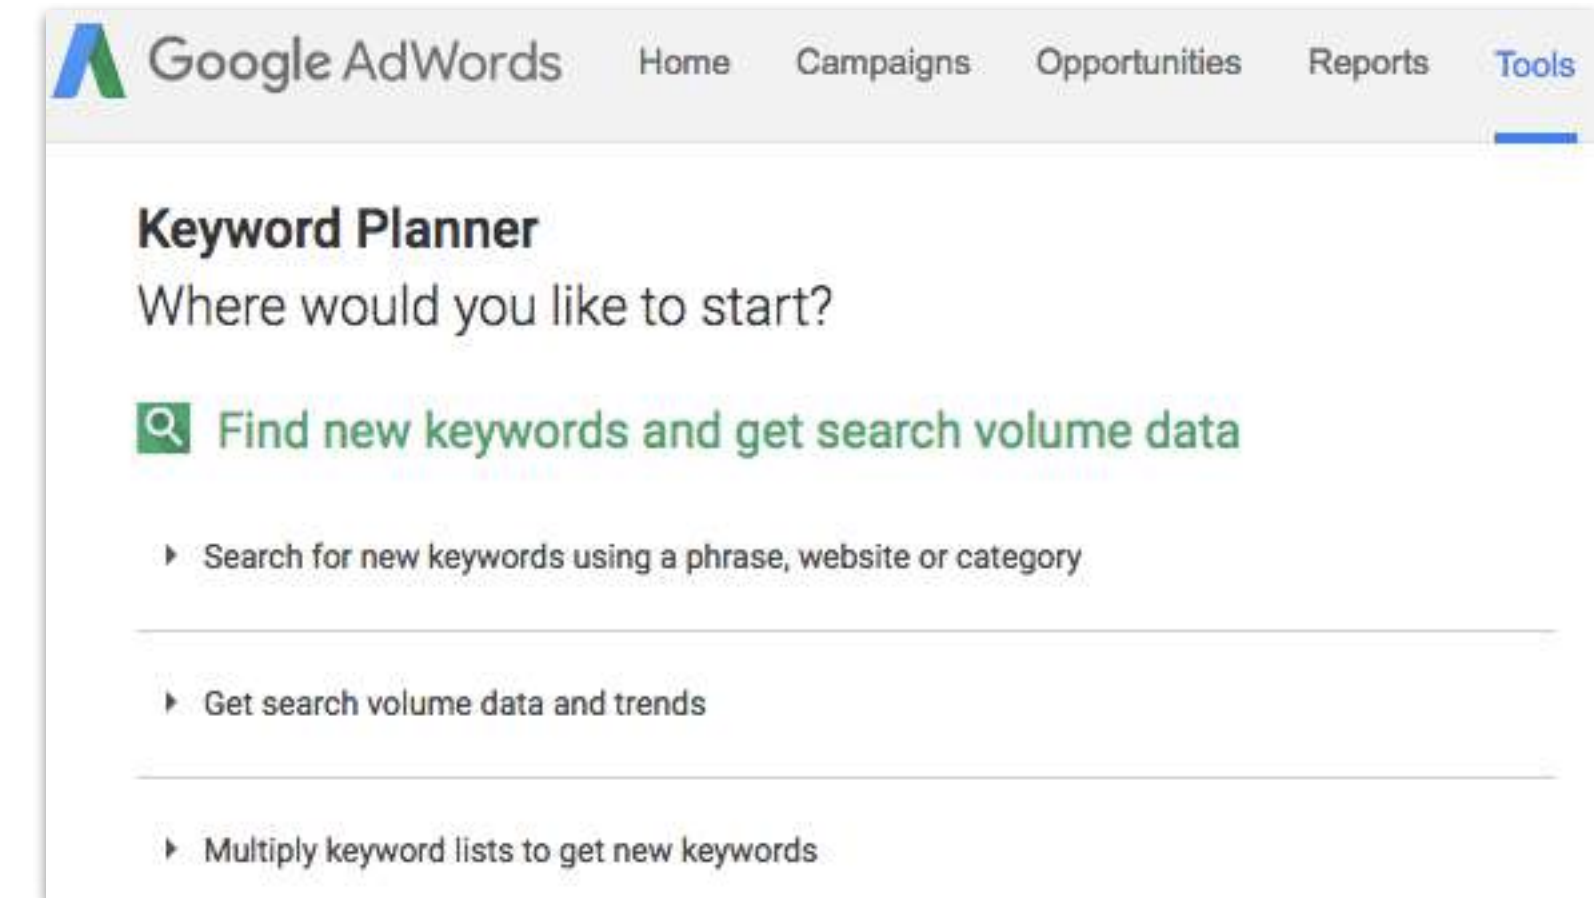 Google AdWords Home Campaigns Opportunities Reports Tools
Keyword Planner
Where would you like to start?
Find new keywords and get search volume data
Search for new keywords using a phrase, website or category
Get search volume data and trends
Multiply keyword lists to get new keywords